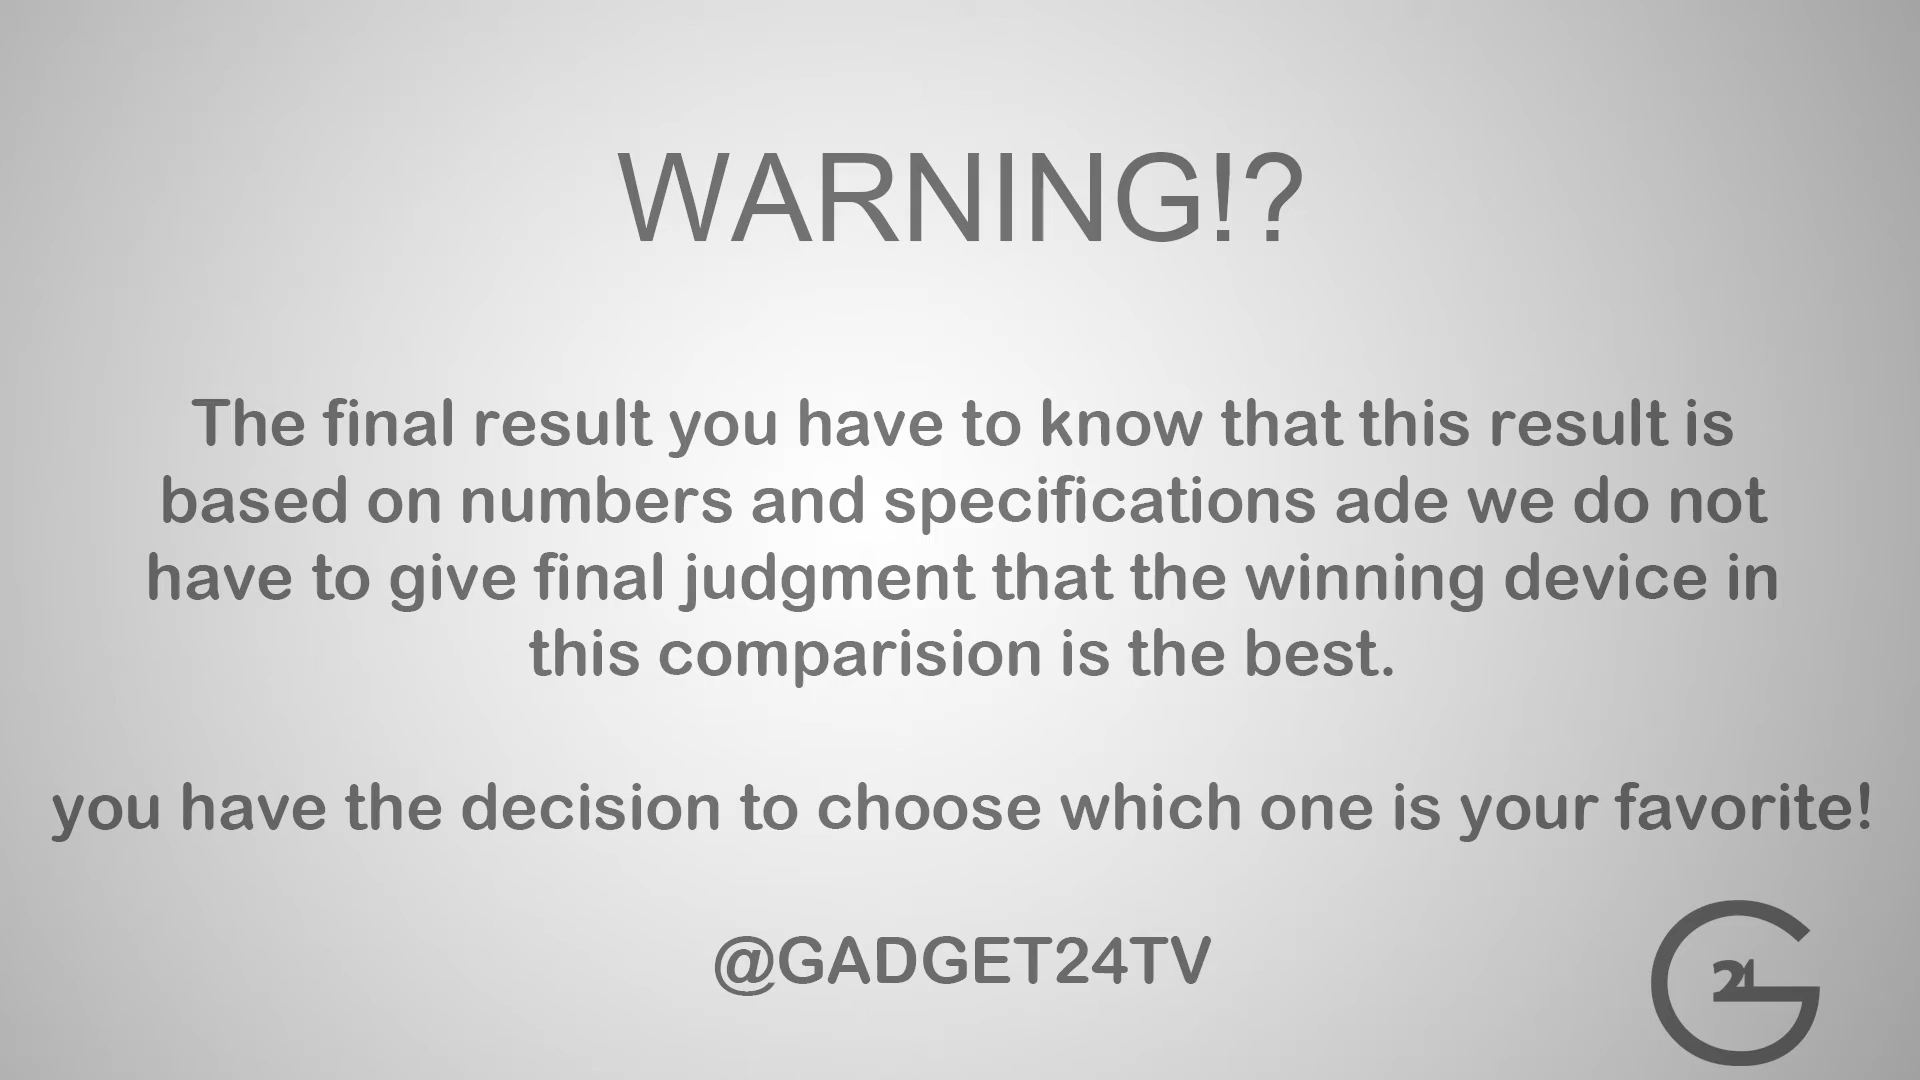 WARNING!?
The final result you have to know that this result is
based on numbers and specifications ade we do not
have to give final judgment that the winning device in
this comparision is the best.
you have the decision to choose which one is your favorite!
@GADGET24TV
G
24